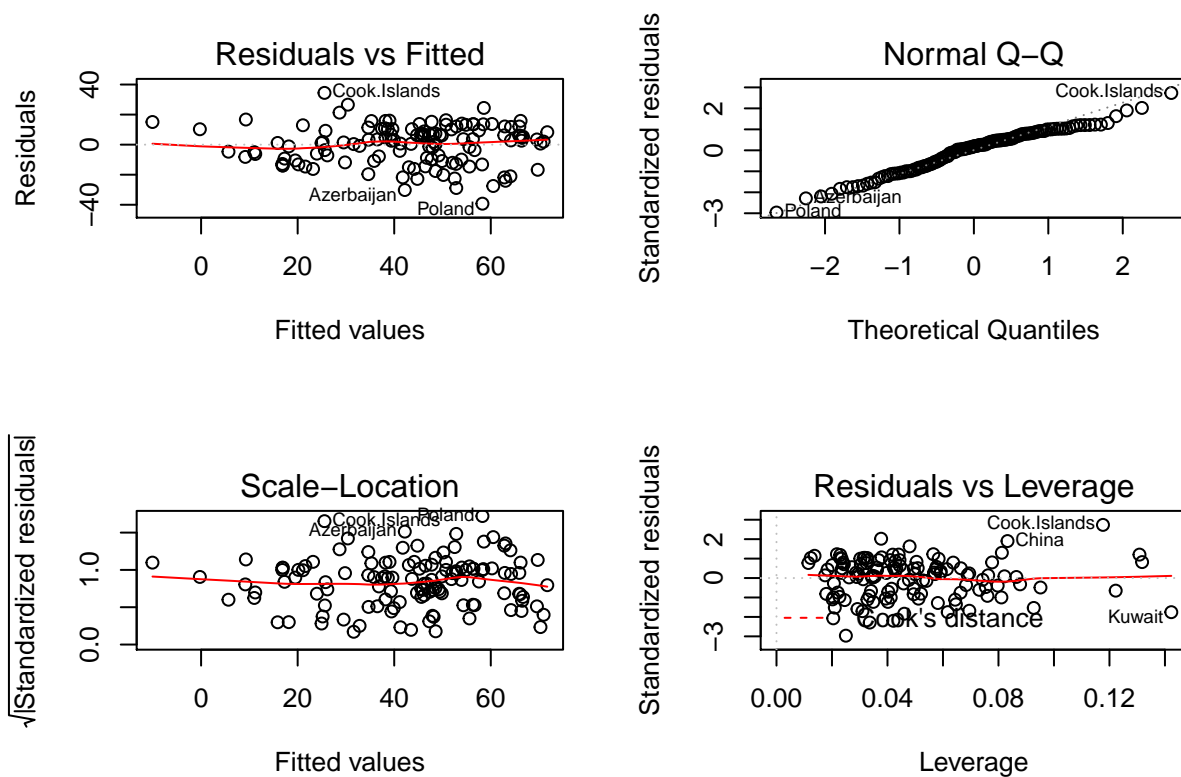 Residuals vs Fitted
Residuals
40
0
−40
Cook.Islands
Azerbaijan
Poland
0 20 40 60
Fitted values
Normal Q−Q
Standardized residuals
2
0
−3
Cook.Islands
Azerbaijan
Poland
−2 −1 0 1 2
Theoretical Quantiles
Scale−Location
√|Standardized residuals|
1.0
0.0
Cook.Islands
Poland
Azerbaijan
0 20 40 60
Fitted values
Residuals vs Leverage
Standardized residuals
2
0
−3
Cook.Islands
China
Kuwait
Cook's distance
0.00 0.04 0.08 0.12
Leverage